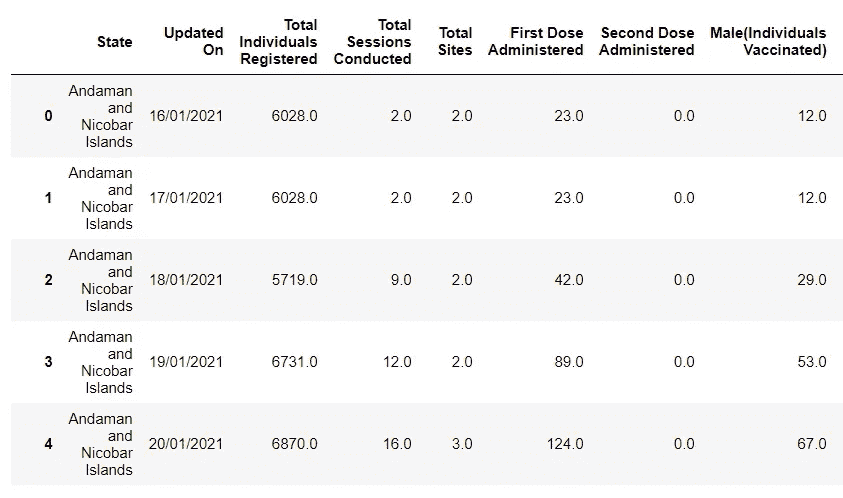 State Updated On Total Individuals Registered Total Sessions Conducted Total Sites First Dose Administered Second Dose Administered Male(Individuals Vaccinated)
0 Andaman and Nicobar Islands 16/01/2021 6028.0 2.0 2.0 23.0 0.0 12.0
1 Andaman and Nicobar Islands 17/01/2021 6028.0 2.0 2.0 23.0 0.0 12.0
2 Andaman and Nicobar Islands 18/01/2021 5719.0 9.0 2.0 42.0 0.0 29.0
3 Andaman and Nicobar Islands 19/01/2021 6731.0 12.0 2.0 89.0 0.0 53.0
4 Andaman and Nicobar Islands 20/01/2021 6870.0 16.0 3.0 124.0 0.0 67.0